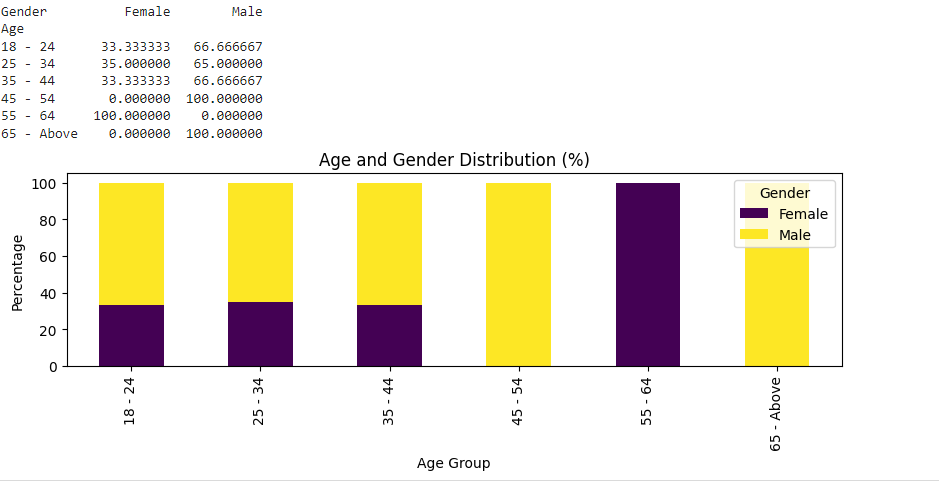 Gender Female Male
Age
18 - 24 33.333333 66.666667
25 - 34 35.000000 65.000000
35 - 44 33.333333 66.666667
45 - 54 0.000000 100.000000
55 - 64 100.000000 0.000000
65 - Above 0.000000 100.000000
Age and Gender Distribution (%)
100
80
60
40
20
0
Percentage
Gender
Female
Male
18 - 24
25 - 34
35 - 44
45 - 54
55 - 64
65 - Above
Age Group